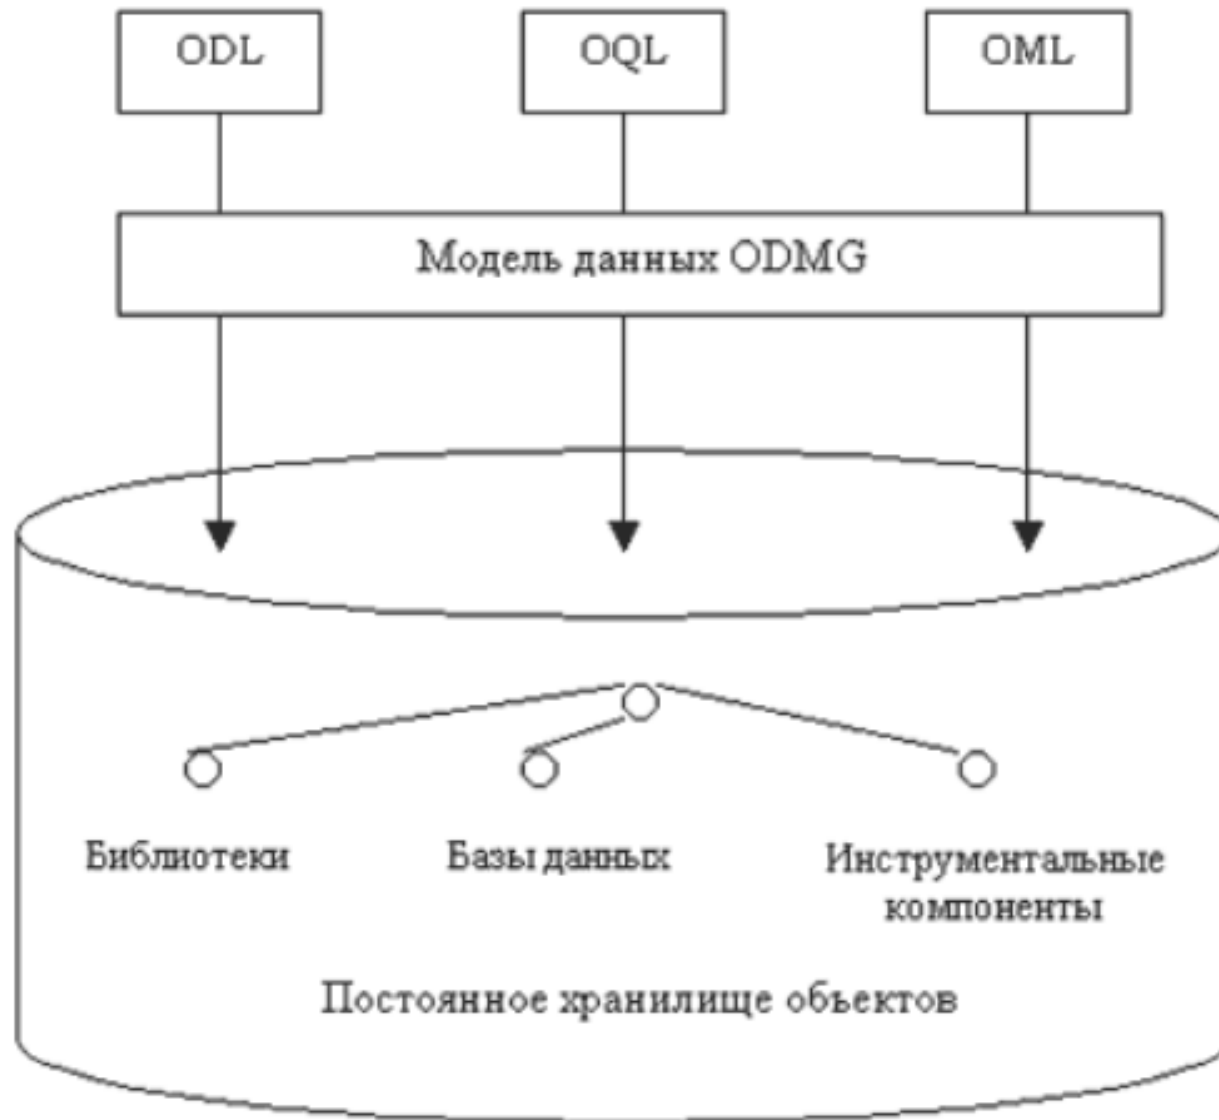 ODL
OQL
OML
Модель данных ODMG
Библиотеки
Базы данных
Инструментальные
компоненты
Постоянное хранилище объектов